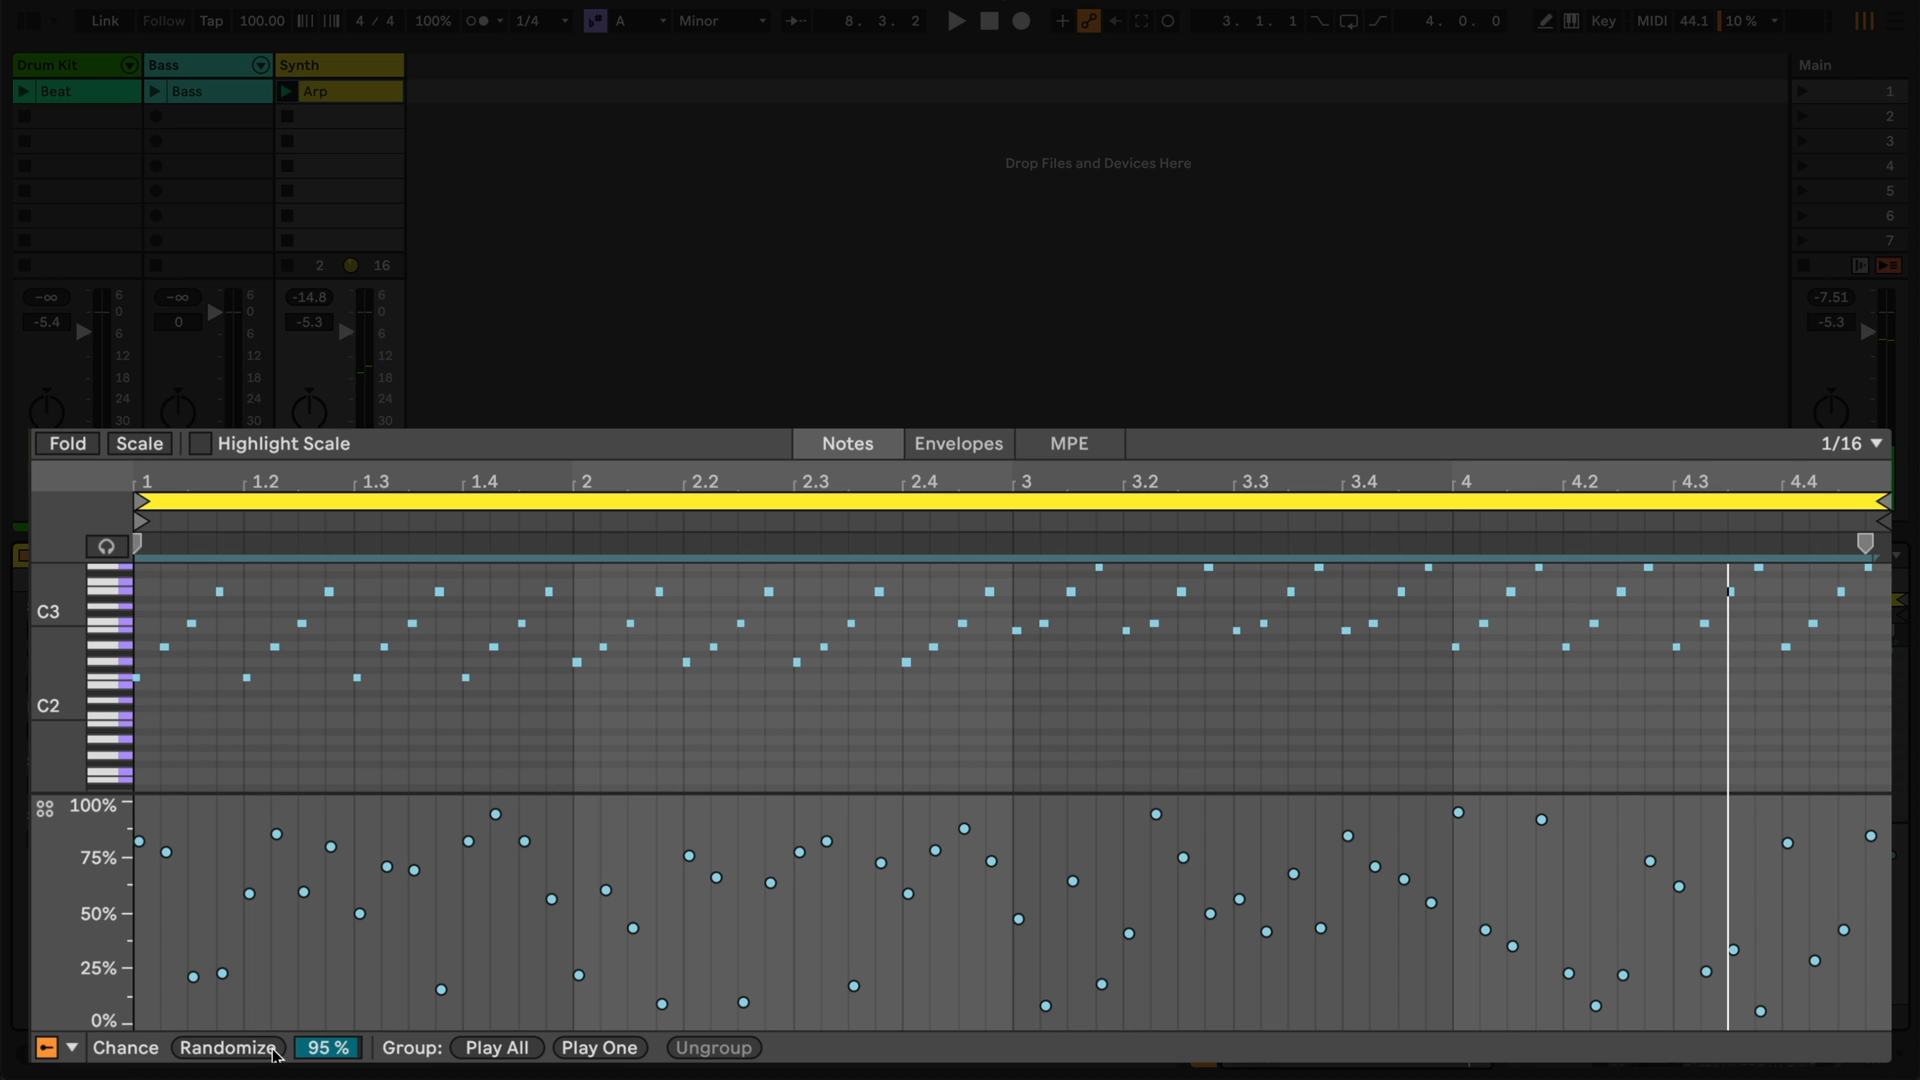 Link Follow Tap 100.00 4 / 4 100% 1/4 A Minor 8. 3. 2 3. 1. 1 4. 0. 0 Key MIDI 44.1 10 %
Drum Kit Bass Synth Main
Beat Bass Arp 1
2
Drop Files and Devices Here 3
4
5
6
7
2 16
-∞ 6 -∞ 6 -14.8 6 -7.51
-5.4 0 0 0 -5.3 0 -5.3
6 6 6
12 12 12
18 18 18
24 24 24
30 30 30
Fold Scale Highlight Scale Notes Envelopes MPE 1/16
1 1.2 1.3 1.4 2 2.2 2.3 2.4 3 3.2 3.3 3.4 4 4.2 4.3 4.4
C3
C2
100%
75%
50%
25%
0%
Chance Randomize 95 % Group: Play All Play One Ungroup